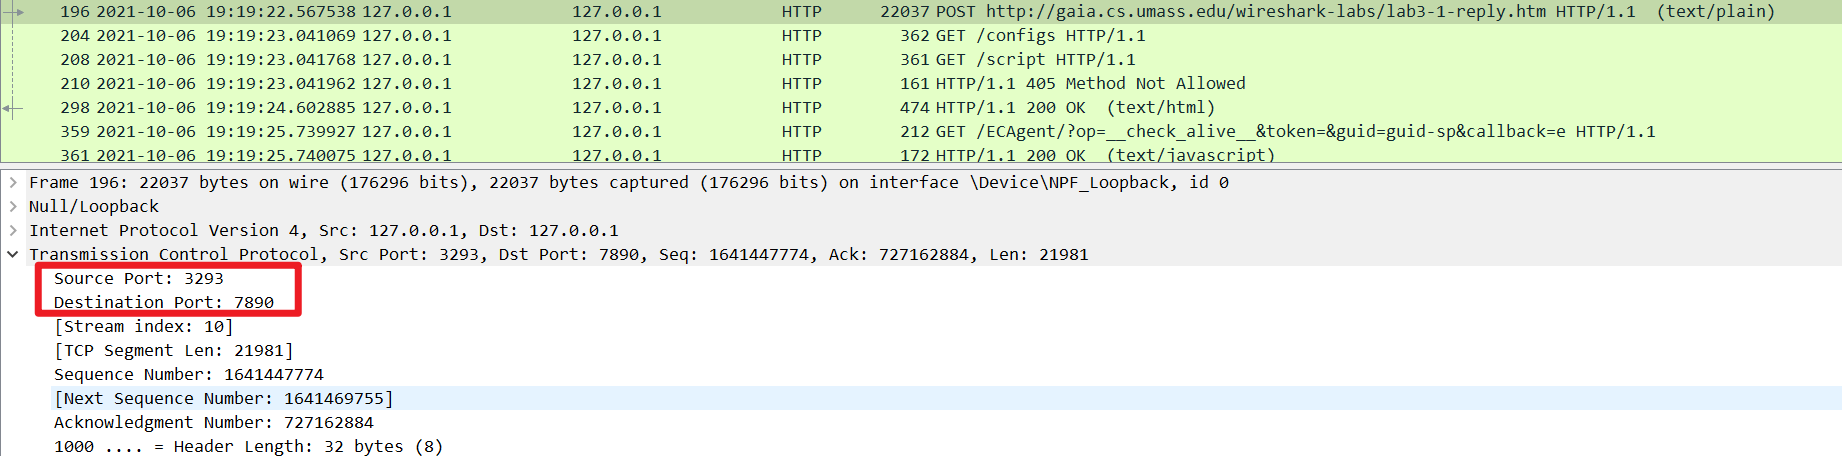 196 2021-10-06 19:19:22.567538 127.0.0.1 127.0.0.1 HTTP 22037 POST http://gaia.cs.umass.edu/wireshark-labs/lab3-1-reply.htm HTTP/1.1 (text/plain)
204 2021-10-06 19:19:23.041069 127.0.0.1 127.0.0.1 HTTP 362 GET /configs HTTP/1.1
208 2021-10-06 19:19:23.041768 127.0.0.1 127.0.0.1 HTTP 361 GET /script HTTP/1.1
210 2021-10-06 19:19:23.041962 127.0.0.1 127.0.0.1 HTTP 161 HTTP/1.1 405 Method Not Allowed
298 2021-10-06 19:19:24.602885 127.0.0.1 127.0.0.1 HTTP 474 HTTP/1.1 200 OK (text/html)
359 2021-10-06 19:19:25.739927 127.0.0.1 127.0.0.1 HTTP 212 GET /ECAgent/?op=__check_alive__&token=&guid=guid-sp&callback=e HTTP/1.1
361 2021-10-06 19:19:25.740075 127.0.0.1 127.0.0.1 HTTP 172 HTTP/1.1 200 OK (text/javascript)
Frame 196: 22037 bytes on wire (176296 bits), 22037 bytes captured (176296 bits) on interface \Device\NPF_Loopback, id 0
Null/Loopback
Internet Protocol Version 4, Src: 127.0.0.1, Dst: 127.0.0.1
Transmission Control Protocol, Src Port: 3293, Dst Port: 7890, Seq: 1641447774, Ack: 727162884, Len: 21981
Source Port: 3293
Destination Port: 7890
[Stream index: 10]
[TCP Segment Len: 21981]
Sequence Number: 1641447774
[Next Sequence Number: 1641469755]
Acknowledgment Number: 727162884
1000 .... = Header Length: 32 bytes (8)